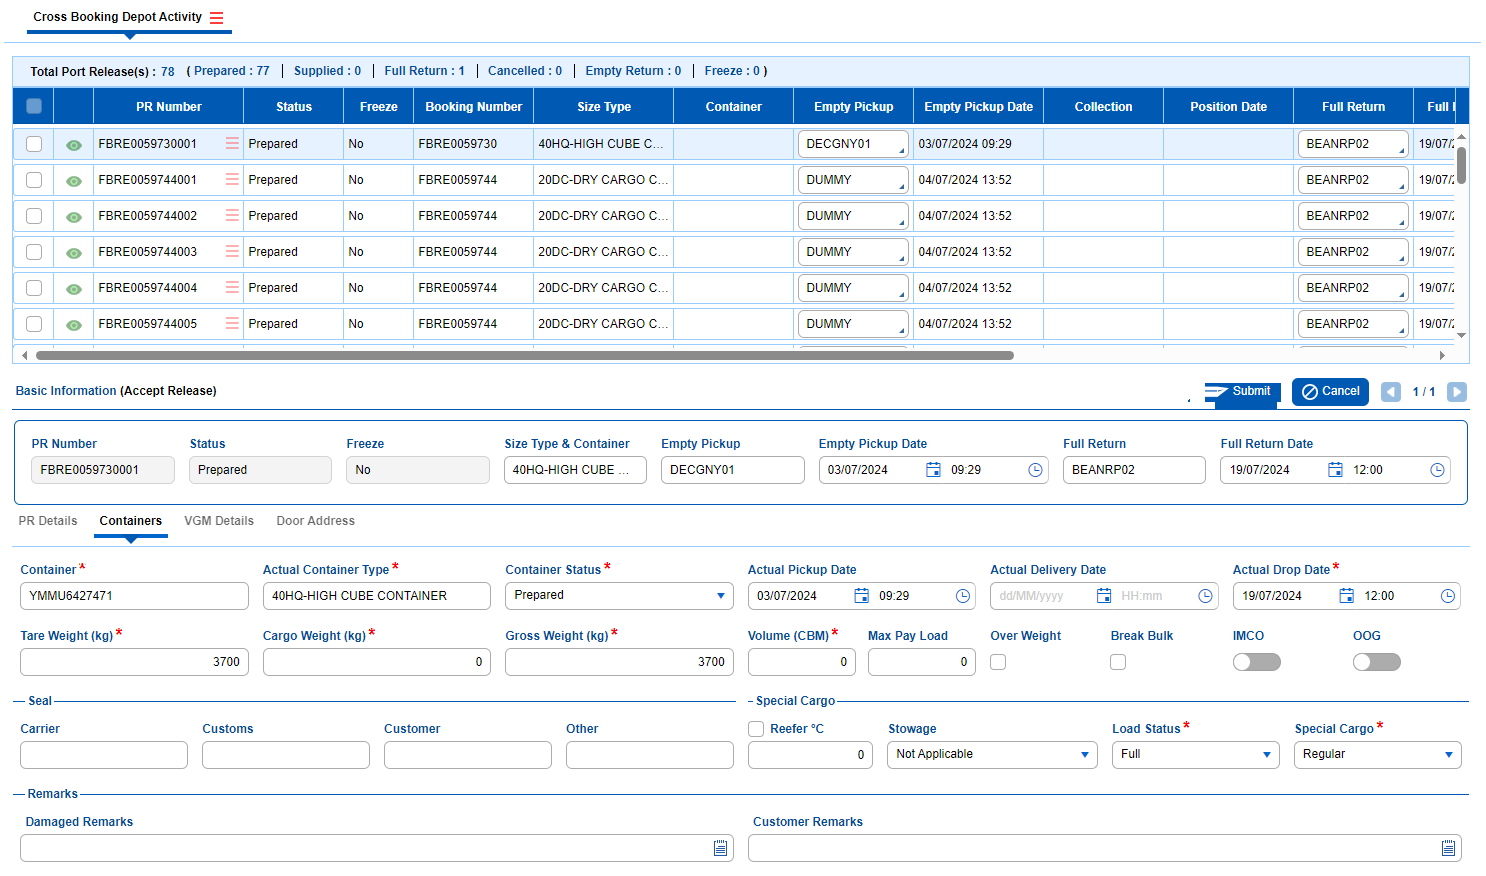 Cross Booking Depot Activity
Total Port Release(s) : 78 ( Prepared : 77 | Supplied : 0 | Full Return : 1 | Cancelled : 0 | Empty Return : 0 | Freeze : 0 )
PR Number Status Freeze Booking Number Size Type Container Empty Pickup Empty Pickup Date Collection Position Date Full Return Full
FBRE0059730001 Prepared No FBRE0059730 40HQ-HIGH CUBE C... DECGNY01 03/07/2024 09:29 BEANRP02 19/07/
FBRE0059744001 Prepared No FBRE0059744 20DC-DRY CARGO C... DUMMY 04/07/2024 13:52 BEANRP02 19/07/
FBRE0059744002 Prepared No FBRE0059744 20DC-DRY CARGO C... DUMMY 04/07/2024 13:52 BEANRP02 19/07/
FBRE0059744003 Prepared No FBRE0059744 20DC-DRY CARGO C... DUMMY 04/07/2024 13:52 BEANRP02 19/07/
FBRE0059744004 Prepared No FBRE0059744 20DC-DRY CARGO C... DUMMY 04/07/2024 13:52 BEANRP02 19/07/
FBRE0059744005 Prepared No FBRE0059744 20DC-DRY CARGO C... DUMMY 04/07/2024 13:52 BEANRP02 19/07/
Basic Information (Accept Release) Submit Cancel 1 / 1
PR Number Status Freeze Size Type & Container Empty Pickup Empty Pickup Date Full Return Full Return Date
FBRE0059730001 Prepared No 40HQ-HIGH CUBE ... DECGNY01 03/07/2024 09:29 BEANRP02 19/07/2024 12:00
PR Details Containers VGM Details Door Address
Container * Actual Container Type * Container Status * Actual Pickup Date Actual Delivery Date Actual Drop Date *
YMMU6427471 40HQ-HIGH CUBE CONTAINER Prepared 03/07/2024 09:29 dd/MM/yyyy HH:mm 19/07/2024 12:00
Tare Weight (kg) * Cargo Weight (kg) * Gross Weight (kg) * Volume (CBM) * Max Pay Load Over Weight Break Bulk IMCO OOG
3700 0 3700 0 0
Seal Special Cargo
Carrier Customs Customer Other Reefer °C Stowage Load Status * Special Cargo *
0 Not Applicable Full Regular
Remarks
Damaged Remarks Customer Remarks